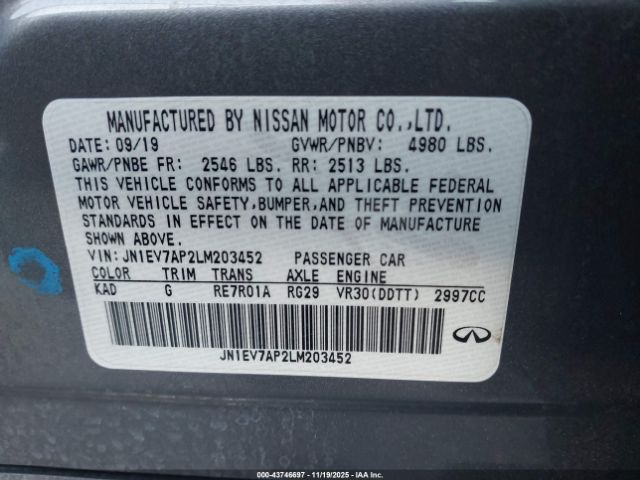 MANUFACTURED BY NISSAN MOTOR CO.,LTD.
DATE: 09/19 GVWR/PNBV: 4980 LBS.
GAWR/PNBE FR: 2546 LBS. RR: 2513 LBS.
THIS VEHICLE CONFORMS TO ALL APPLICABLE FEDERAL
MOTOR VEHICLE SAFETY,BUMPER,AND THEFT PREVENTION
STANDARDS IN EFFECT ON THE DATE OF MANUFACTURE
SHOWN ABOVE.
VIN: JN1EV7AP2LM203452 PASSENGER CAR
COLOR TRIM TRANS AXLE ENGINE
KAD G RE7R01A RG29 VR30(DDTT) 2997CC
JN1EV7AP2LM203452
INFINITI
000-43746697 - 11/19/2025 - IAAI.COM